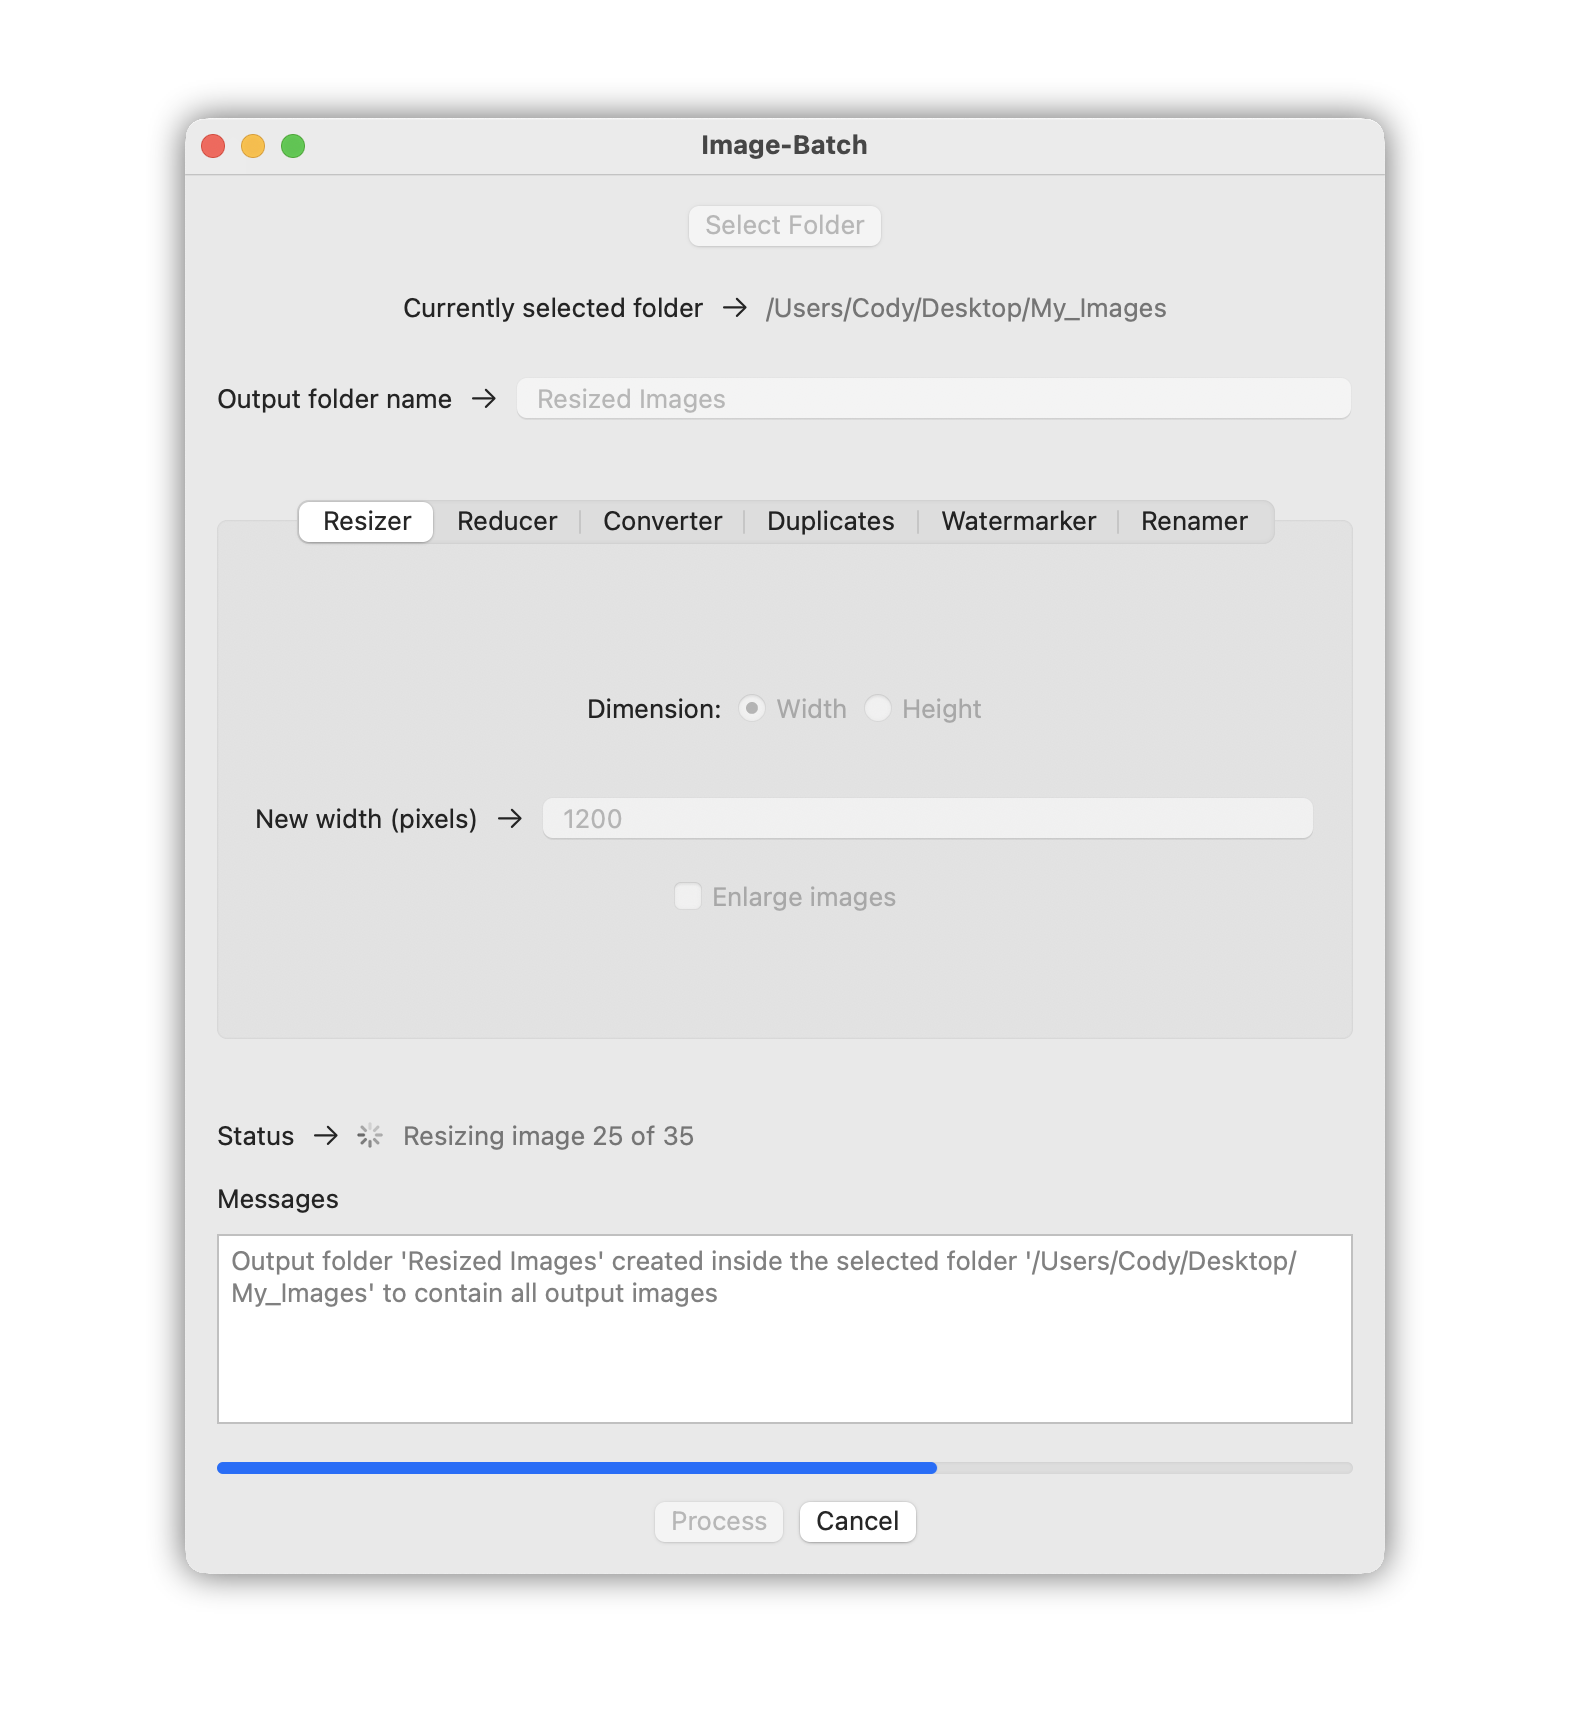 Image-Batch
Select Folder
Currently selected folder → /Users/Cody/Desktop/My_Images
Output folder name → Resized Images
Resizer Reducer Converter Duplicates Watermarker Renamer
Dimension: Width Height
New width (pixels) → 1200
Enlarge images
Status → Resizing image 25 of 35
Messages
Output folder 'Resized Images' created inside the selected folder '/Users/Cody/Desktop/
My_Images' to contain all output images
Process Cancel